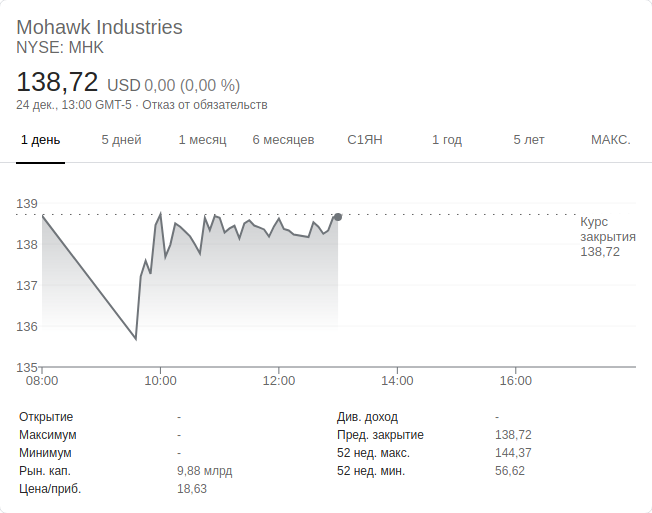 Mohawk Industries
NYSE: MHK
138,72 USD 0,00 (0,00 %)
24 дек., 13:00 GMT-5 · Отказ от обязательств
1 день 5 дней 1 месяц 6 месяцев С1ЯН 1 год 5 лет МАКС.
139
138
137
136
135
Курс
закрытия
138,72
08:00 10:00 12:00 14:00 16:00
Открытие - Див. доход -
Максимум - Пред. закрытие 138,72
Минимум - 52 нед. макс. 144,37
Рын. кап. 9,88 млрд 52 нед. мин. 56,62
Цена/приб. 18,63